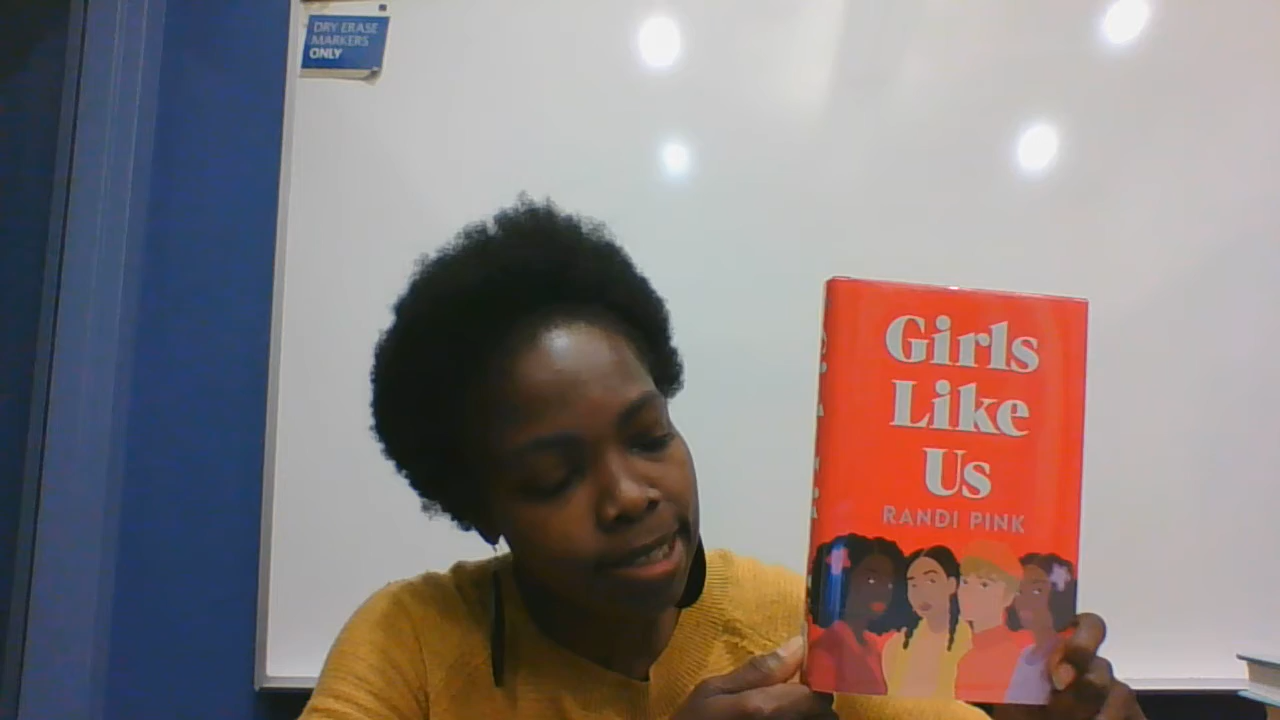 DRY ERASE
MARKERS
ONLY
Girls
Like
Us
RANDI PINK